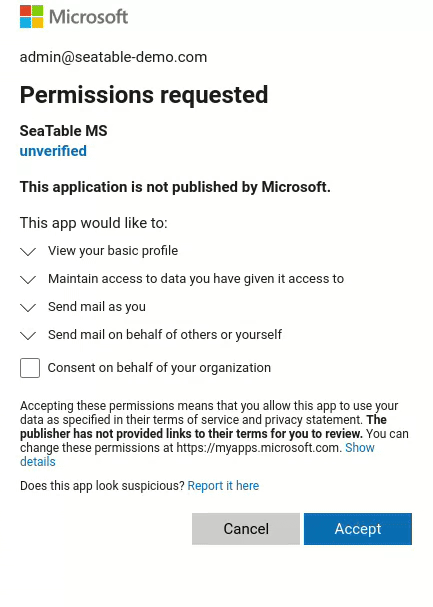 Microsoft
admin@seatable-demo.com
Permissions requested
SeaTable MS
unverified
This application is not published by Microsoft.
This app would like to:
View your basic profile
Maintain access to data you have given it access to
Send mail as you
Send mail on behalf of others or yourself
Consent on behalf of your organization
Accepting these permissions means that you allow this app to use your
data as specified in their terms of service and privacy statement. The
publisher has not provided links to their terms for you to review. You can
change these permissions at https://myapps.microsoft.com. Show
details
Does this app look suspicious? Report it here
Cancel
Accept